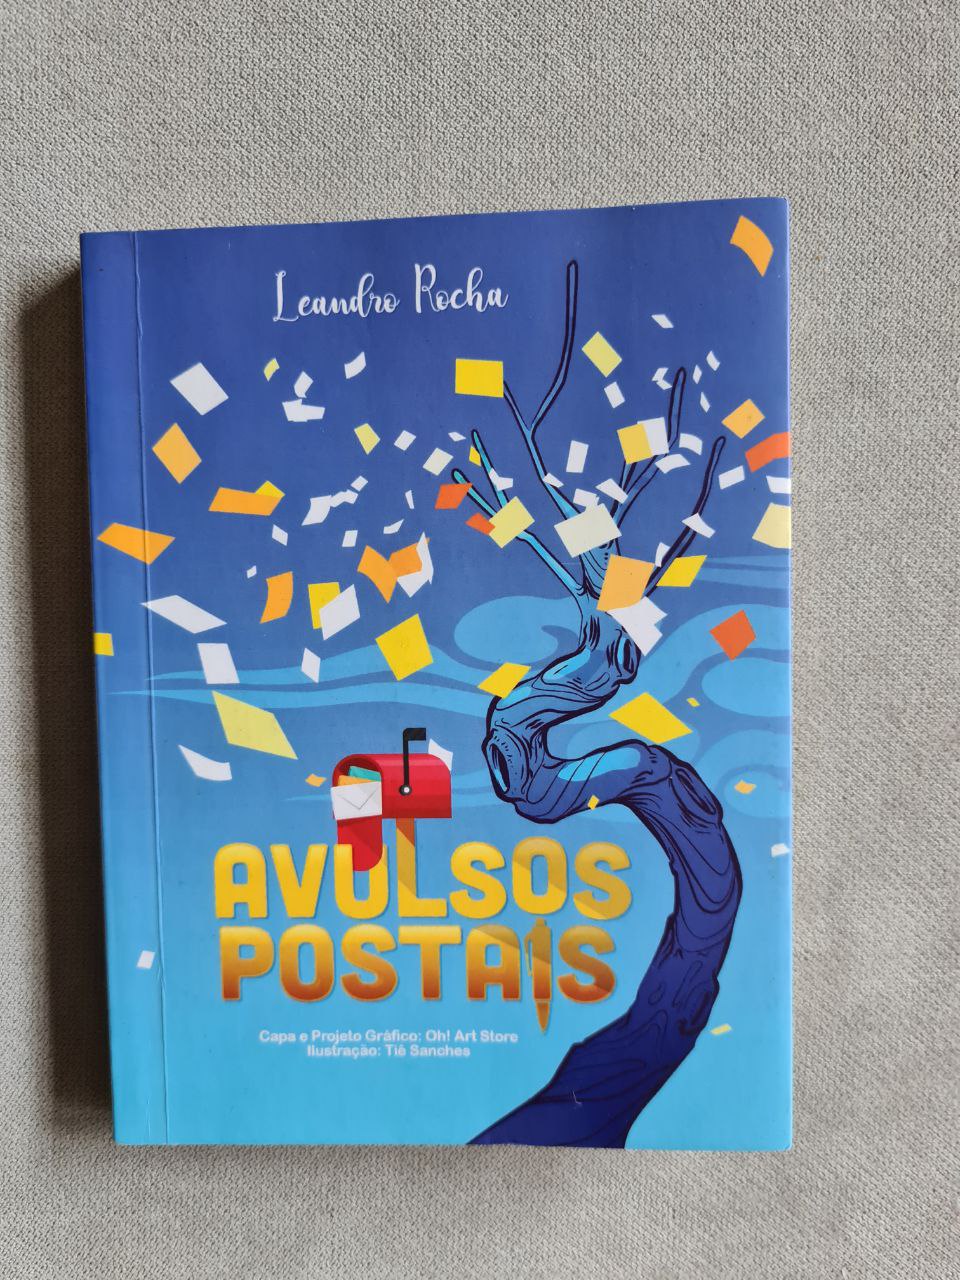 Leandro Rocha
AVULSOS
POSTAIS
Capa e Projeto Gráfico: Oh! Art Store
Ilustração: Tiê Sanches